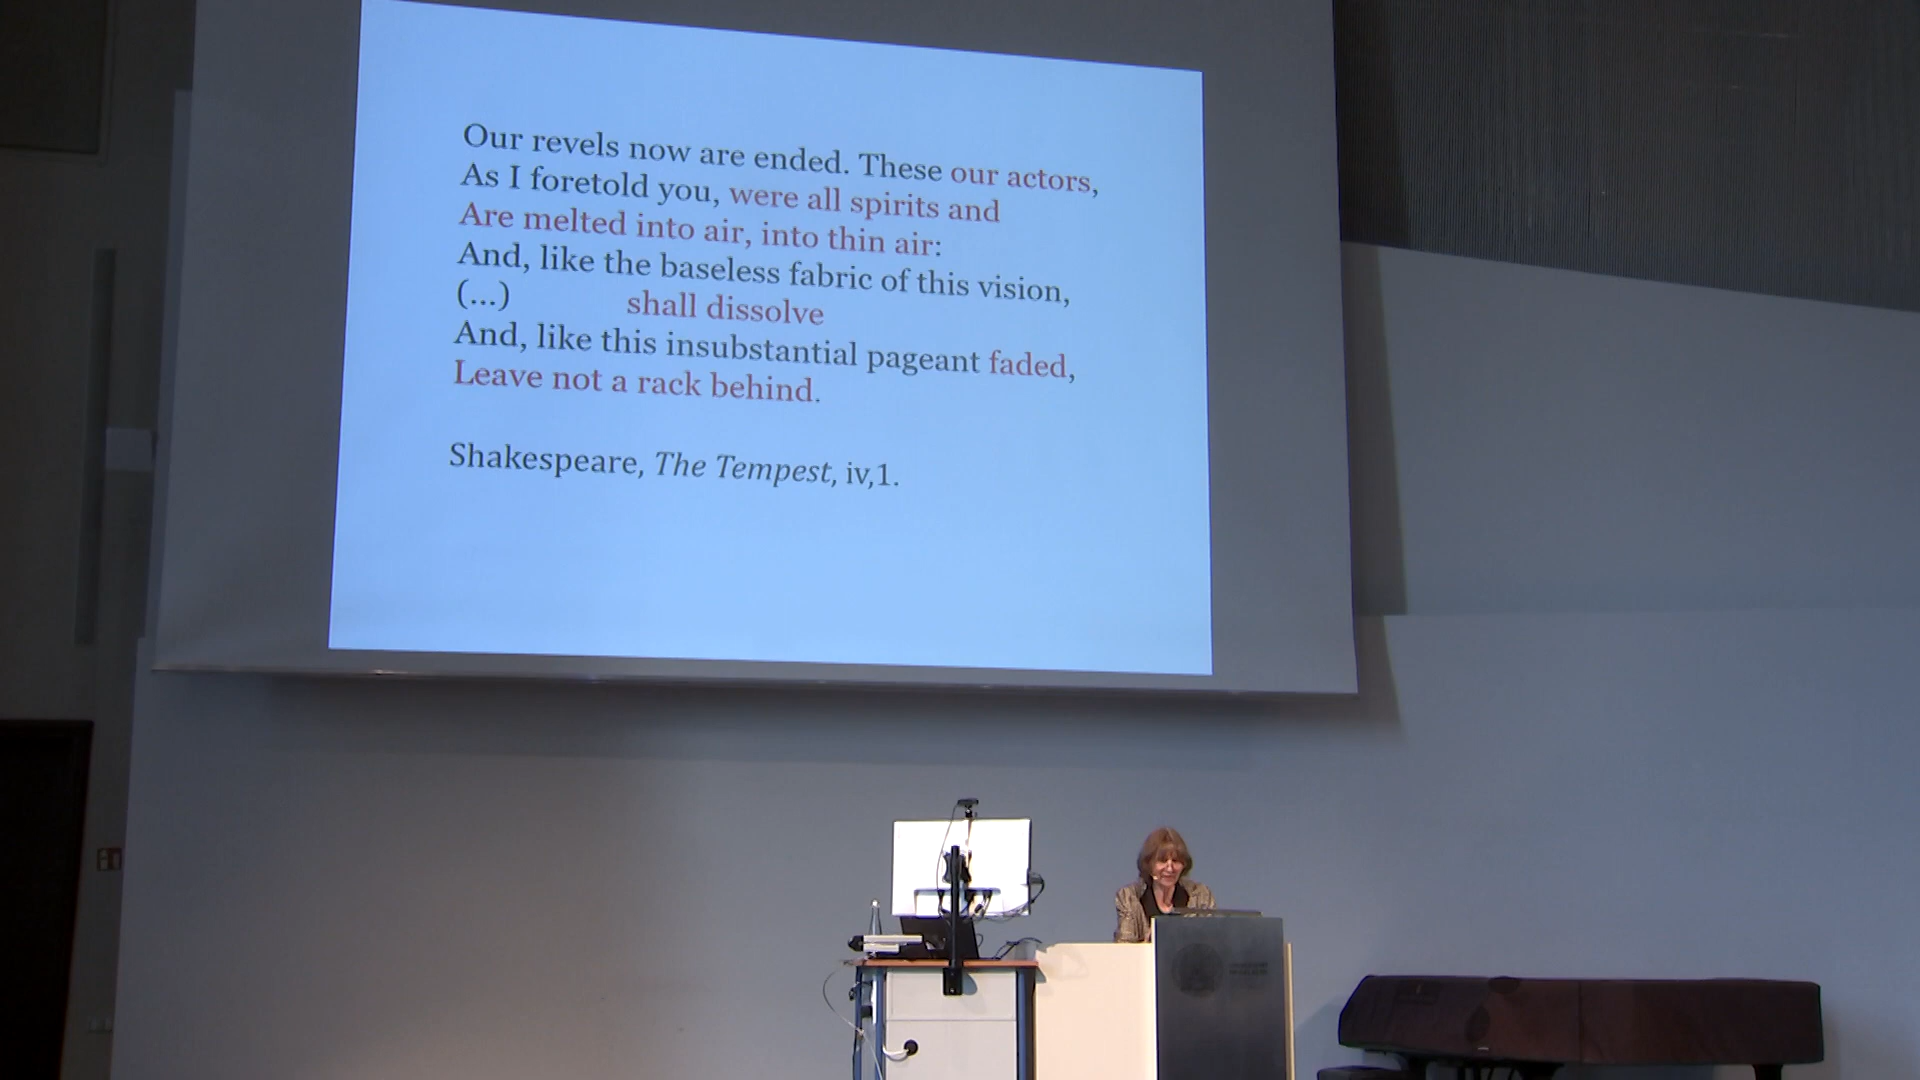 Our revels now are ended. These our actors,
As I foretold you, were all spirits and
Are melted into air, into thin air:
And, like the baseless fabric of this vision,
(...) shall dissolve
And, like this insubstantial pageant faded,
Leave not a rack behind.
Shakespeare, The Tempest, iv,1.